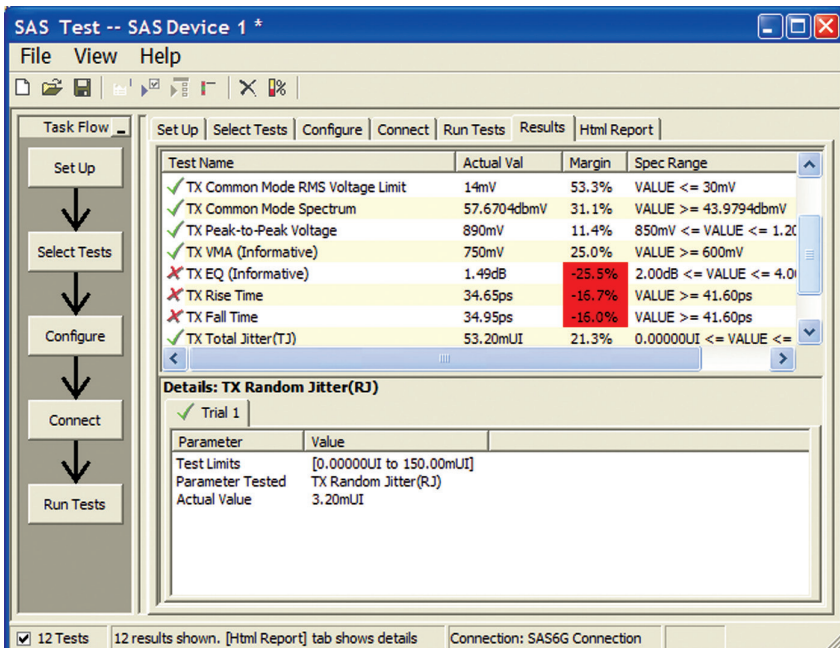 SAS Test -- SAS Device 1 *
File View Help
Task Flow
Set Up
Select Tests
Configure
Connect
Run Tests
Set Up Select Tests Configure Connect Run Tests Results Html Report
Test Name Actual Val Margin Spec Range
TX Common Mode RMS Voltage Limit 14mV 53.3% VALUE <= 30mV
TX Common Mode Spectrum 57.6704dbmV 31.1% VALUE >= 43.9794dbmV
TX Peak-to-Peak Voltage 890mV 11.4% 850mV <= VALUE <= 1.20
TX VMA (Informative) 750mV 25.0% VALUE >= 600mV
TX EQ (Informative) 1.49dB -25.5% 2.00dB <= VALUE <= 4.00
TX Rise Time 34.65ps -16.7% VALUE >= 41.60ps
TX Fall Time 34.95ps -16.0% VALUE >= 41.60ps
TX Total Jitter(TJ) 53.20mUI 21.3% 0.00000UI <= VALUE <=
Details: TX Random Jitter(RJ)
Trial 1
Parameter Value
Test Limits [0.00000UI to 150.00mUI]
Parameter Tested TX Random Jitter(RJ)
Actual Value 3.20mUI
12 Tests 12 results shown. [Html Report] tab shows details Connection: SAS6G Connection